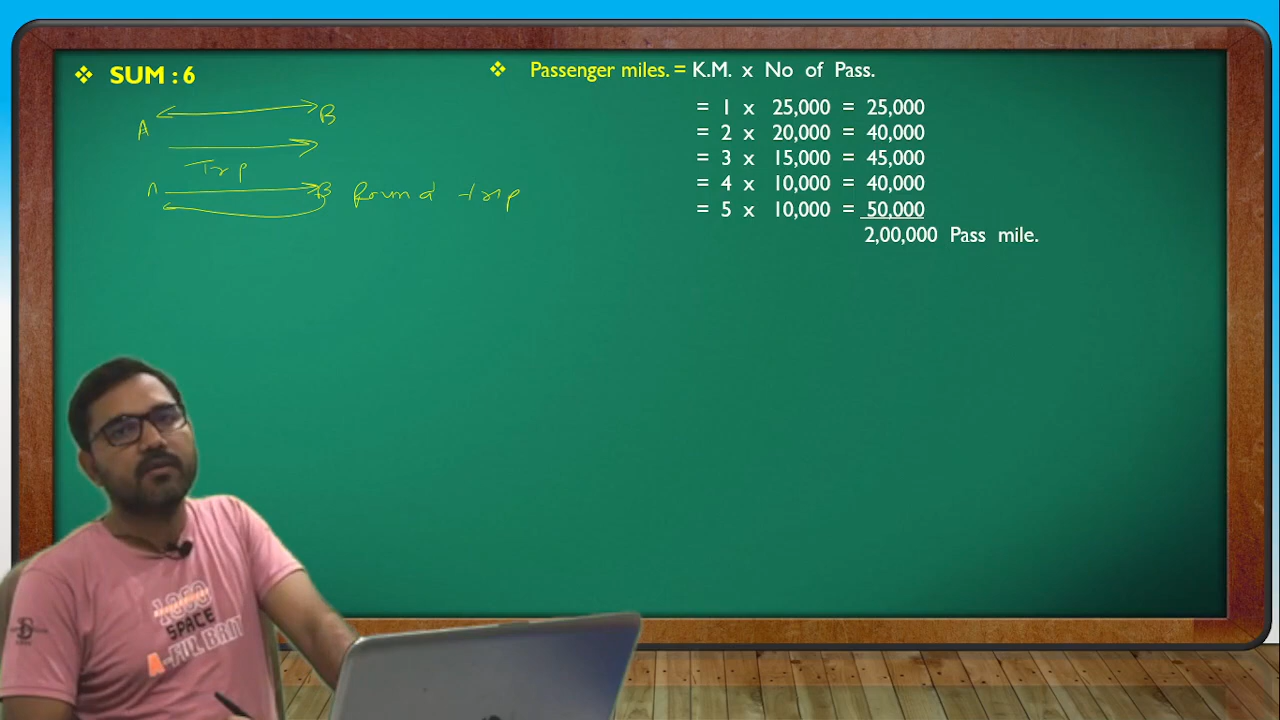 ❖ SUM : 6
A B
Trp
A B Round trip
❖ Passenger miles. = K.M. x No of Pass.
= 1 x 25,000 = 25,000
= 2 x 20,000 = 40,000
= 3 x 15,000 = 45,000
= 4 x 10,000 = 40,000
= 5 x 10,000 = 50,000
2,00,000 Pass mile.
SPACE